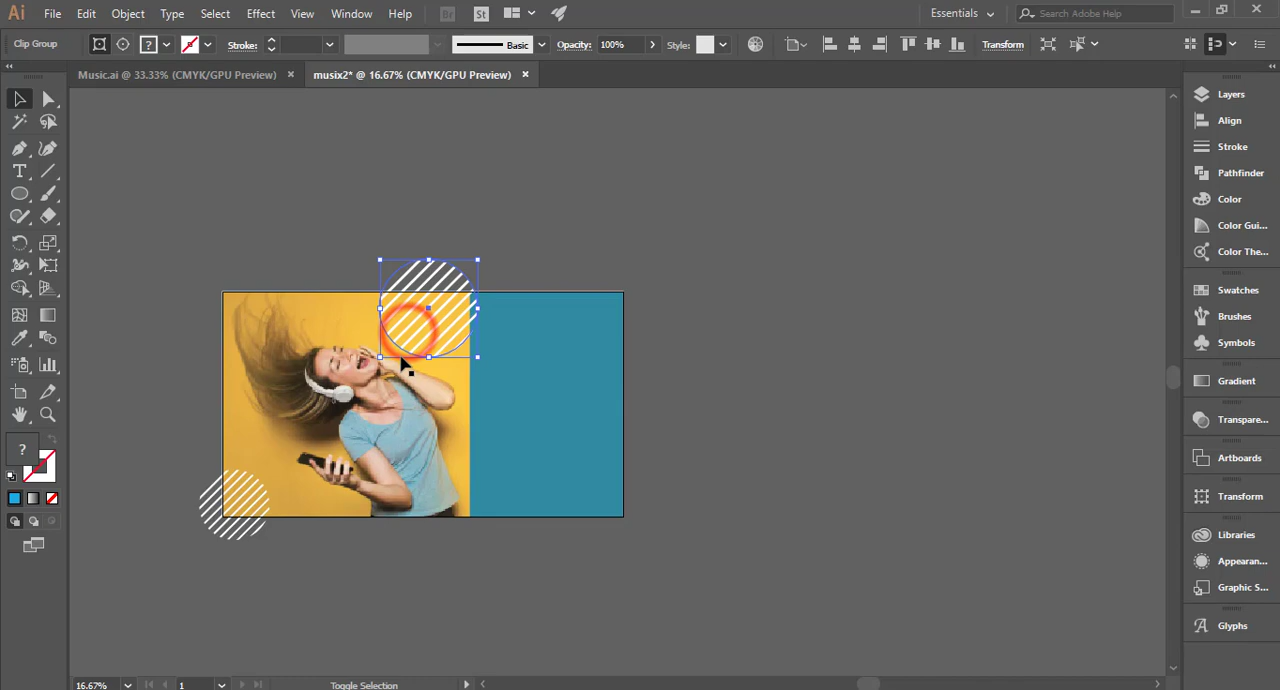 Ai File Edit Object Type Select Effect View Window Help Br St Essentials Search Adobe Help
Clip Group ? Stroke: Basic Opacity: 100% Style: Transform
Music.ai @ 33.33% (CMYK/GPU Preview) × musix2* @ 16.67% (CMYK/GPU Preview) ×
Layers
Align
Stroke
Pathfinder
Color
Color Gui...
Color The...
Swatches
Brushes
Symbols
Gradient
Transpare...
Artboards
Transform
Libraries
Appearan...
Graphic S...
Glyphs
?
16.67% 1 Toggle Selection